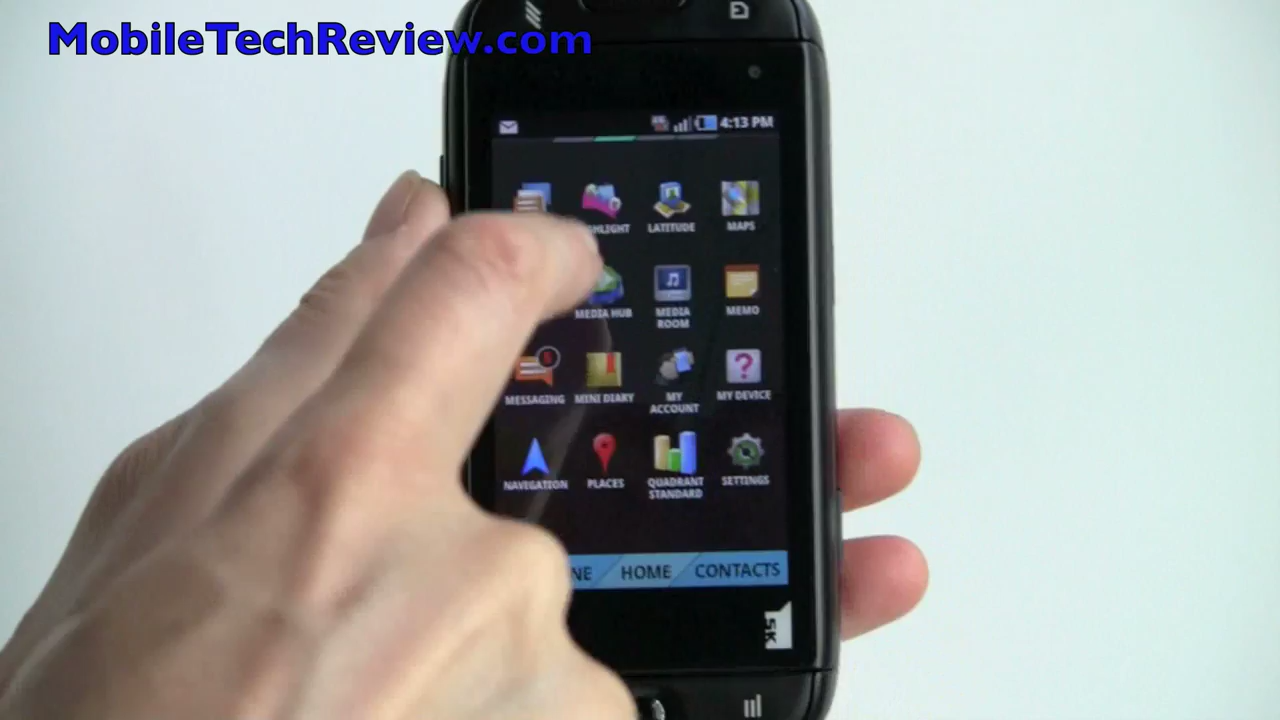 MobileTechReview.com
4:13 PM
LATITUDE
MAPS
MEDIA HUB
MEDIA
ROOM
MEMO
MESSAGING
MINI DIARY
MY
ACCOUNT
MY DEVICE
NAVIGATION
PLACES
QUADRANT
STANDARD
SETTINGS
HOME
CONTACTS
SK